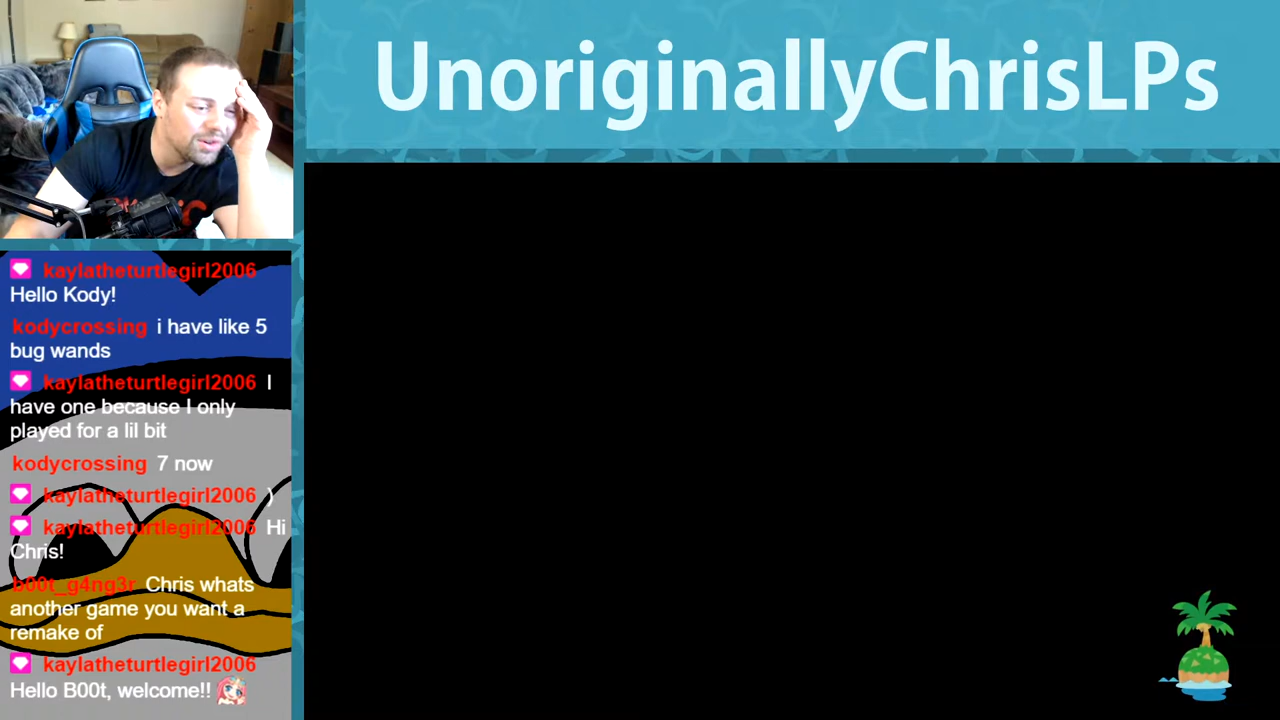 UnoriginallyChrisLPs
kaylatheturtlegirl2006
Hello Kody!
kodycrossing i have like 5
bug wands
kaylatheturtlegirl2006 I
have one because I only
played for a lil bit
kodycrossing 7 now
kaylatheturtlegirl2006 )
kaylatheturtlegirl2006 Hi
Chris!
b00t_g4ng3r Chris whats
another game you want a
remake of
kaylatheturtlegirl2006
Hello B00t, welcome!!